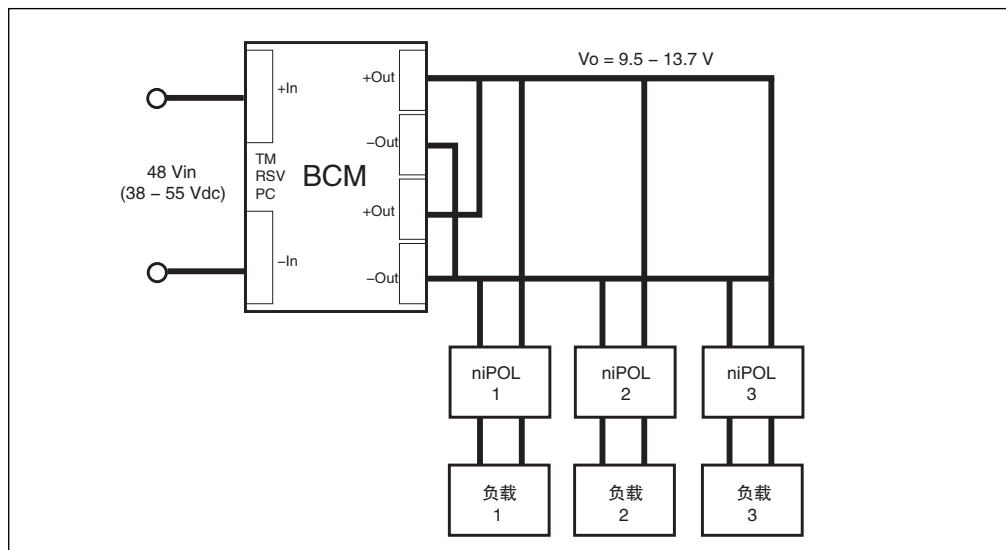 Vo = 9.5 – 13.7 V
+Out
+In
–Out
48 Vin
(38 – 55 Vdc)
TM
RSV
PC
BCM
+Out
–In
–Out
niPOL
1
niPOL
2
niPOL
3
负载
1
负载
2
负载
3